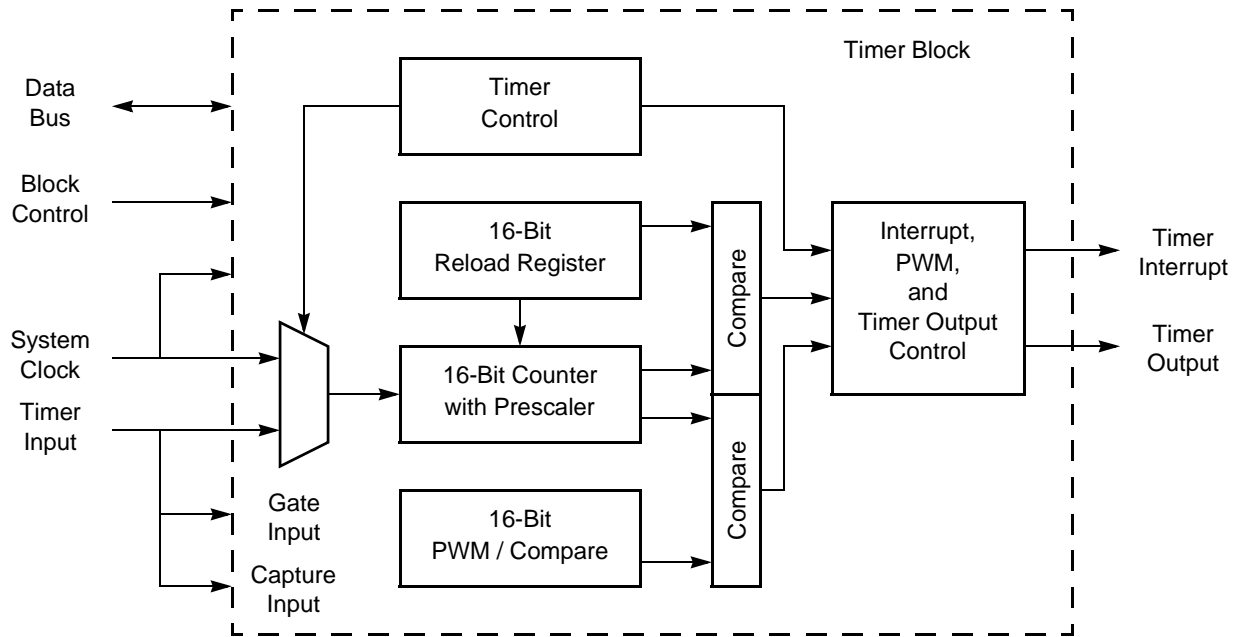 Timer Block
Data
Bus
Timer
Control
Block
Control
16-Bit
Reload Register
Compare
Interrupt,
PWM,
and
Timer Output
Control
Timer
Interrupt
System
Clock
16-Bit Counter
with Prescaler
Timer
Output
Timer
Input
Compare
Gate
Input
16-Bit
PWM / Compare
Capture
Input